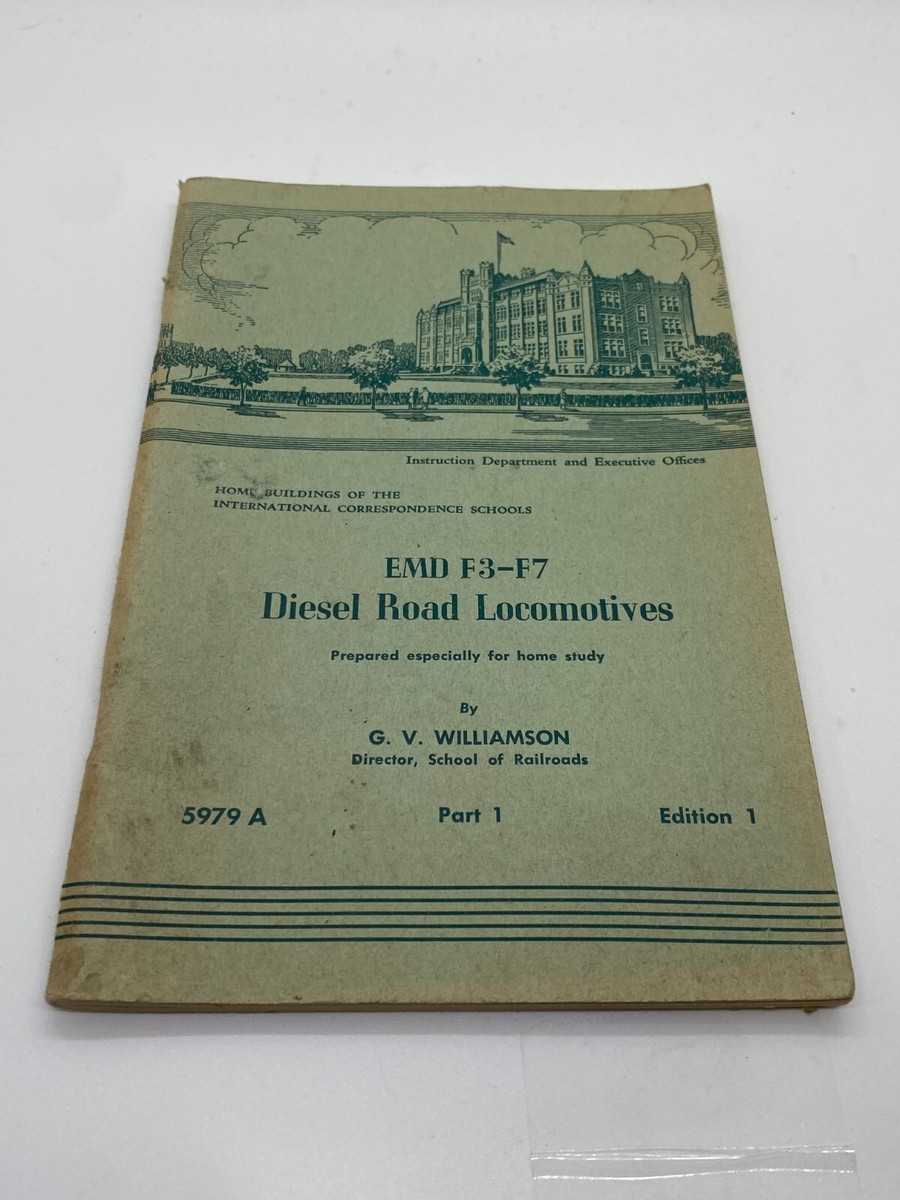 Instruction Department and Executive Offices
HOME BUILDINGS OF THE
INTERNATIONAL CORRESPONDENCE SCHOOLS
EMD F3–F7
Diesel Road Locomotives
Prepared especially for home study
By
G. V. WILLIAMSON
Director, School of Railroads
5979 A Part 1 Edition 1